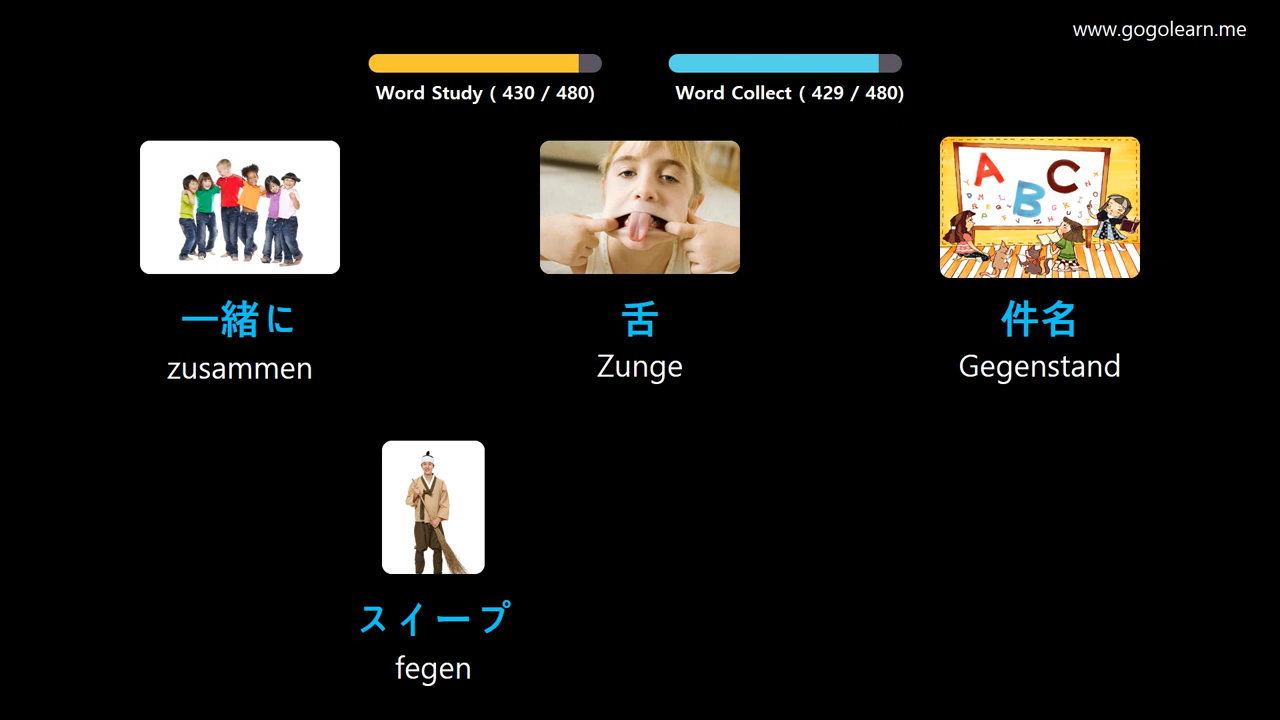 www.gogolearn.me
Word Study ( 430 / 480)
Word Collect ( 429 / 480)
A B C
一緒に
zusammen
舌
Zunge
件名
Gegenstand
スイープ
fegen